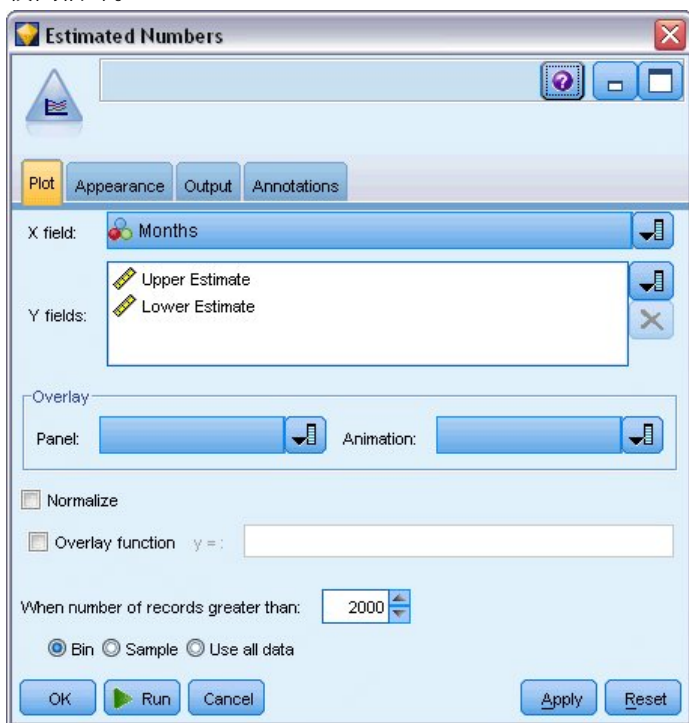 Estimated Numbers
?
Plot Appearance Output Annotations
X field: Months
Y fields: Upper Estimate
Lower Estimate
Overlay
Panel: Animation:
Normalize
Overlay function y = :
When number of records greater than: 2000
Bin Sample Use all data
OK Run Cancel Apply Reset